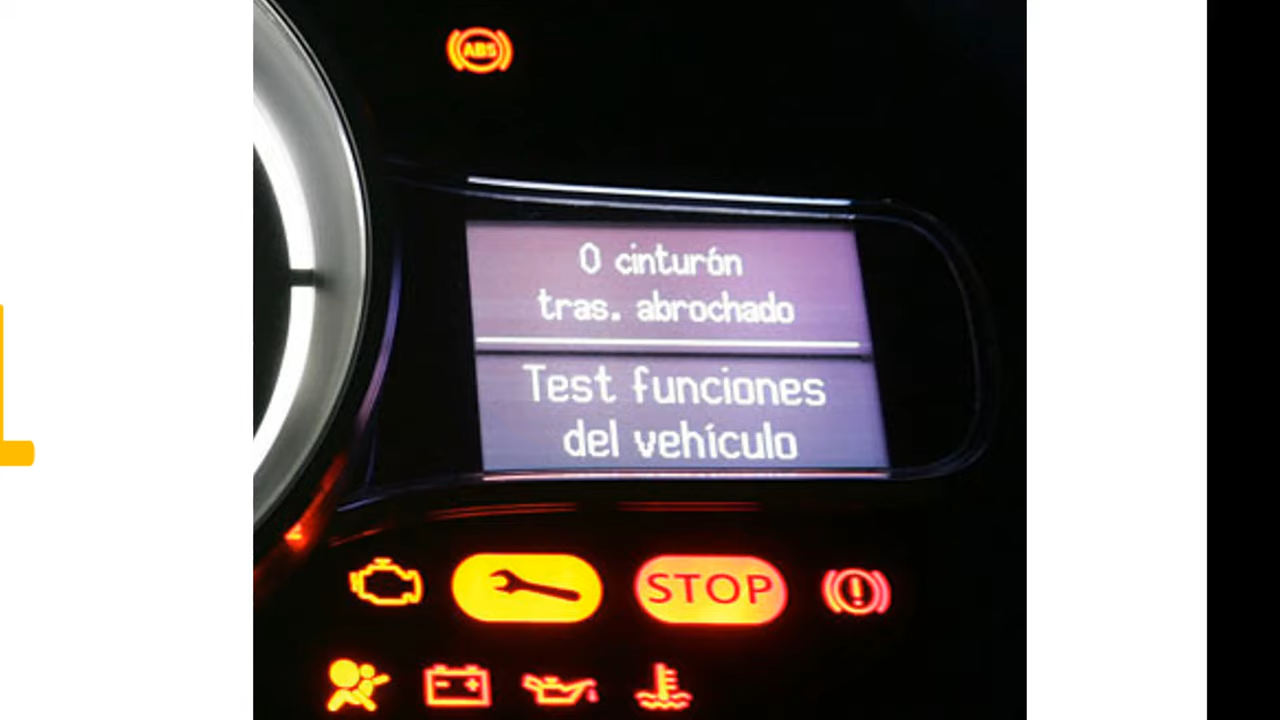 ABS
0 cinturón
tras. abrochado
Test funciones
del vehículo
STOP